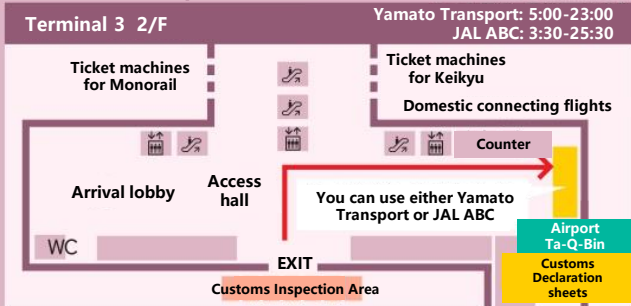 Terminal 3 2/F
Yamato Transport: 5:00-23:00
JAL ABC: 3:30-25:30
Ticket machines
for Monorail
Ticket machines
for Keikyu
Domestic connecting flights
Counter
Arrival lobby
Access
hall
You can use either Yamato
Transport or JAL ABC
Airport
Ta-Q-Bin
WC
EXIT
Customs
Declaration
sheets
Customs Inspection Area